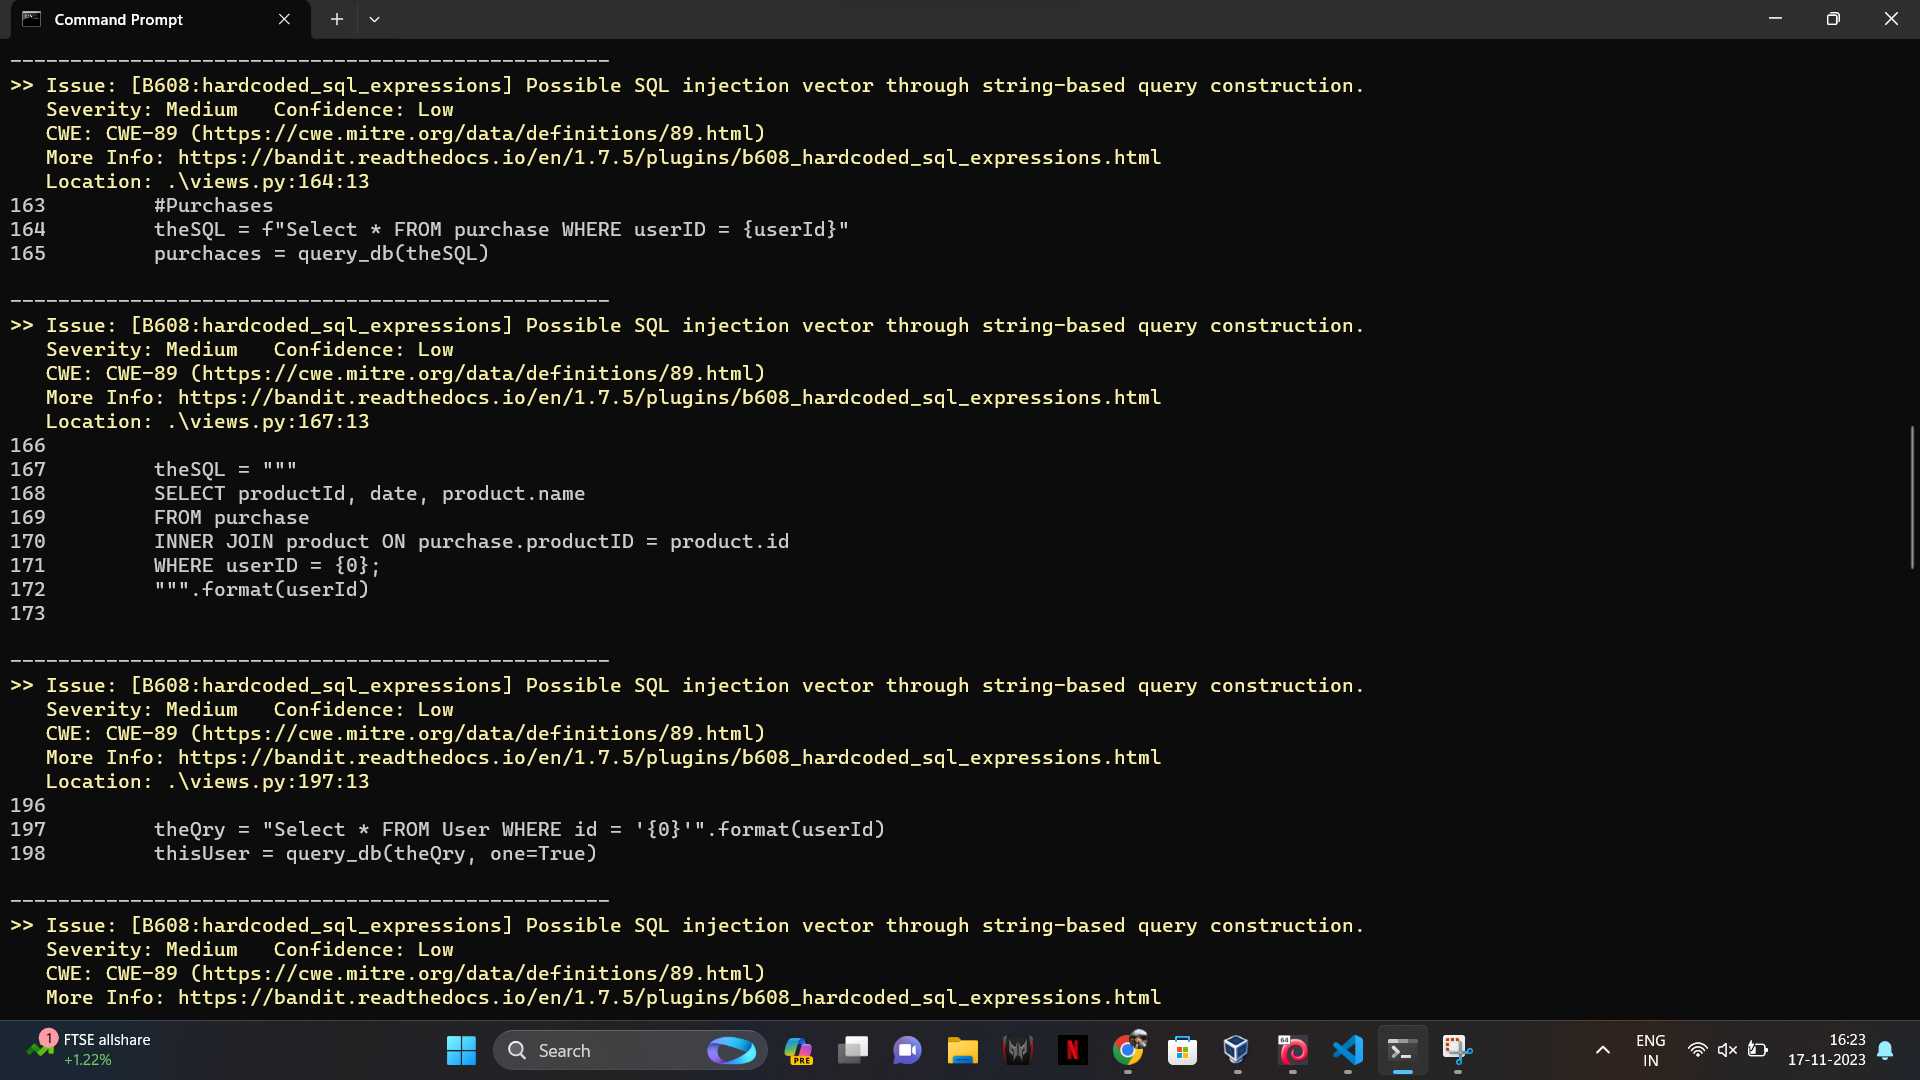 Command Prompt
--------------------------------------------------
>> Issue: [B608:hardcoded_sql_expressions] Possible SQL injection vector through string-based query construction.
   Severity: Medium   Confidence: Low
   CWE: CWE-89 (https://cwe.mitre.org/data/definitions/89.html)
   More Info: https://bandit.readthedocs.io/en/1.7.5/plugins/b608_hardcoded_sql_expressions.html
   Location: .\views.py:164:13
163         #Purchases
164         theSQL = f"Select * FROM purchase WHERE userID = {userId}"
165         purchaces = query_db(theSQL)
--------------------------------------------------
>> Issue: [B608:hardcoded_sql_expressions] Possible SQL injection vector through string-based query construction.
   Severity: Medium   Confidence: Low
   CWE: CWE-89 (https://cwe.mitre.org/data/definitions/89.html)
   More Info: https://bandit.readthedocs.io/en/1.7.5/plugins/b608_hardcoded_sql_expressions.html
   Location: .\views.py:167:13
166
167         theSQL = """
168         SELECT productId, date, product.name
169         FROM purchase
170         INNER JOIN product ON purchase.productID = product.id
171         WHERE userID = {0};
172         """.format(userId)
173
--------------------------------------------------
>> Issue: [B608:hardcoded_sql_expressions] Possible SQL injection vector through string-based query construction.
   Severity: Medium   Confidence: Low
   CWE: CWE-89 (https://cwe.mitre.org/data/definitions/89.html)
   More Info: https://bandit.readthedocs.io/en/1.7.5/plugins/b608_hardcoded_sql_expressions.html
   Location: .\views.py:197:13
196
197         theQry = "Select * FROM User WHERE id = '{0}'".format(userId)
198         thisUser = query_db(theQry, one=True)
--------------------------------------------------
>> Issue: [B608:hardcoded_sql_expressions] Possible SQL injection vector through string-based query construction.
   Severity: Medium   Confidence: Low
   CWE: CWE-89 (https://cwe.mitre.org/data/definitions/89.html)
   More Info: https://bandit.readthedocs.io/en/1.7.5/plugins/b608_hardcoded_sql_expressions.html
1
FTSE allshare
+1.22%
Search
PRE
N
64
ENG
IN
16:23
17-11-2023